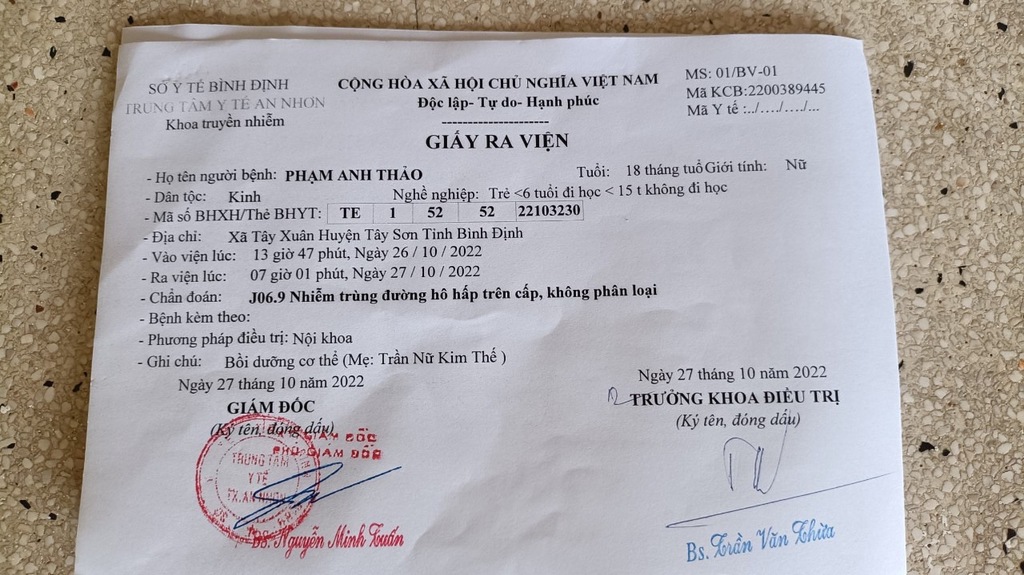 SỞ Y TẾ BÌNH ĐỊNH
TRUNG TÂM Y TẾ AN NHƠN
Khoa truyền nhiễm
CỘNG HÒA XÃ HỘI CHỦ NGHĨA VIỆT NAM
Độc lập- Tự do- Hạnh phúc
---------------------
MS: 01/BV-01
Mã KCB:2200389445
Mã Y tế :../…./…./...
GIẤY RA VIỆN
- Họ tên người bệnh: PHẠM ANH THẢO Tuổi: 18 tháng tuổ Giới tính: Nữ
- Dân tộc: Kinh Nghề nghiệp: Trẻ <6 tuổi đi học < 15 t không đi học
- Mã số BHXH/Thẻ BHYT: TE 1 52 52 22103230
- Địa chỉ: Xã Tây Xuân Huyện Tây Sơn Tỉnh Bình Định
- Vào viện lúc: 13 giờ 47 phút, Ngày 26 / 10 / 2022
- Ra viện lúc: 07 giờ 01 phút, Ngày 27 / 10 / 2022
- Chẩn đoán: J06.9 Nhiễm trùng đường hô hấp trên cấp, không phân loại
- Bệnh kèm theo:
- Phương pháp điều trị: Nội khoa
- Ghi chú: Bồi dưỡng cơ thể (Mẹ: Trần Nữ Kim Thế )
Ngày 27 tháng 10 năm 2022
GIÁM ĐỐC
(Ký tên, đóng dấu)
GIÁM ĐỐC
PHÓ GIÁM ĐỐC
TRUNG TÂM
Y TẾ
TX.AN NHƠN
BS. Nguyễn Minh Tuấn
Ngày 27 tháng 10 năm 2022
TRƯỞNG KHOA ĐIỀU TRỊ
(Ký tên, đóng dấu)
Bs. Trần Văn Thừa